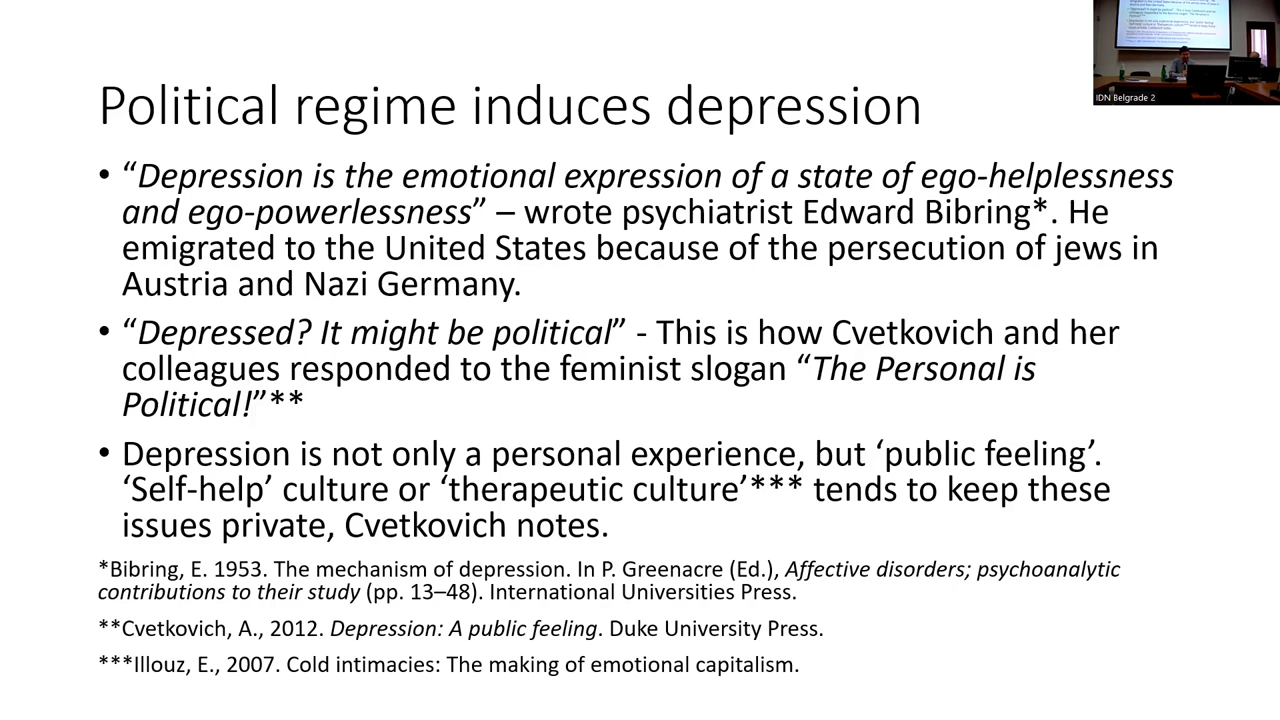 Political regime induces depression
• “Depression is the emotional expression of a state of ego-helplessness
and ego-powerlessness” – wrote psychiatrist Edward Bibring*. He
emigrated to the United States because of the persecution of jews in
Austria and Nazi Germany.
• “Depressed? It might be political” - This is how Cvetkovich and her
colleagues responded to the feminist slogan “The Personal is
Political!”**
• Depression is not only a personal experience, but ‘public feeling’.
‘Self-help’ culture or ‘therapeutic culture’*** tends to keep these
issues private, Cvetkovich notes.
*Bibring, E. 1953. The mechanism of depression. In P. Greenacre (Ed.), Affective disorders; psychoanalytic
contributions to their study (pp. 13–48). International Universities Press.
**Cvetkovich, A., 2012. Depression: A public feeling. Duke University Press.
***Illouz, E., 2007. Cold intimacies: The making of emotional capitalism.
IDN Belgrade 2